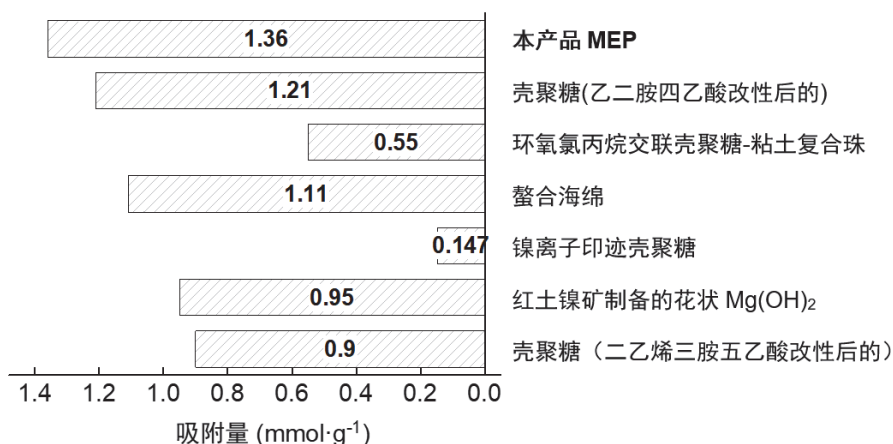 1.36 本产品 MEP
1.21 壳聚糖(乙二胺四乙酸改性后的)
0.55 环氧氯丙烷交联壳聚糖-粘土复合珠
1.11 螯合海绵
0.147 镍离子印迹壳聚糖
0.95 红土镍矿制备的花状 Mg(OH)₂
0.9 壳聚糖（二乙烯三胺五乙酸改性后的）
1.4 1.2 1.0 0.8 0.6 0.4 0.2 0.0
吸附量 (mmol·g⁻¹)